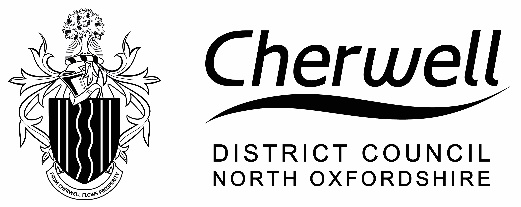 Cherwell
DISTRICT COUNCIL
NORTH OXFORDSHIRE